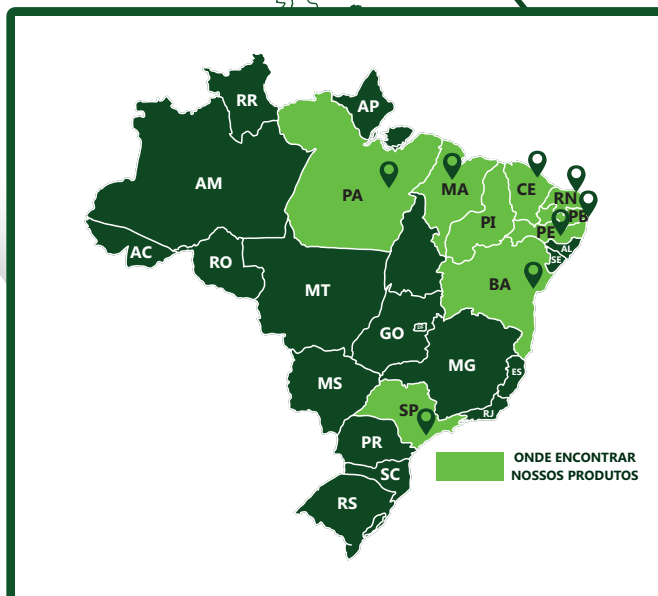 RR
AP
AM
PA
MA
CE
RN
PB
PI
PE
AL
SE
AC
RO
BA
MT
GO
DF
MG
ES
MS
SP
RJ
PR
SC
RS
ONDE ENCONTRAR
NOSSOS PRODUTOS